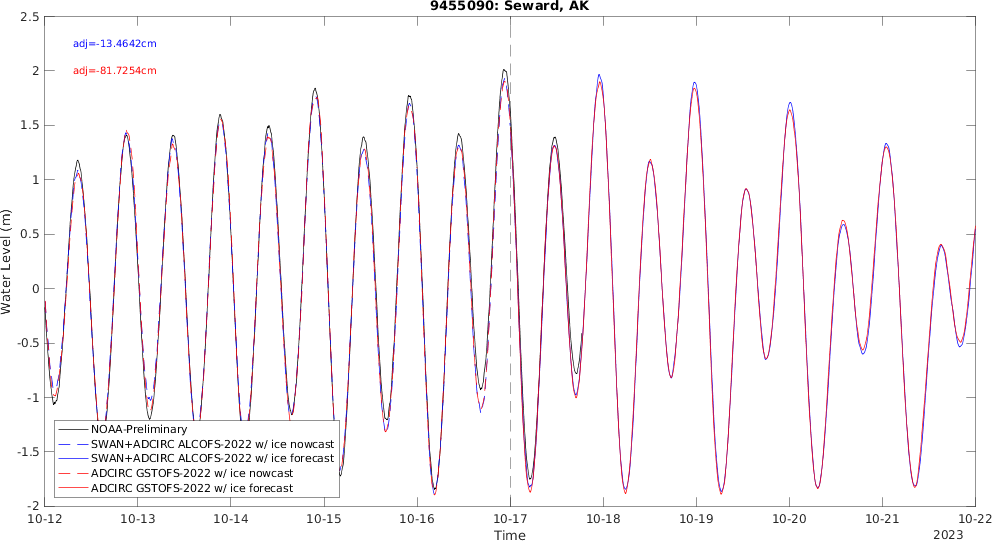 9455090: Seward, AK
adj=-13.4642cm
adj=-81.7254cm
Water Level (m)
2.5
2
1.5
1
0.5
0
-0.5
-1
-1.5
-2
NOAA-Preliminary
SWAN+ADCIRC ALCOFS-2022 w/ ice nowcast
SWAN+ADCIRC ALCOFS-2022 w/ ice forecast
ADCIRC GSTOFS-2022 w/ ice nowcast
ADCIRC GSTOFS-2022 w/ ice forecast
10-12 10-13 10-14 10-15 10-16 10-17 10-18 10-19 10-20 10-21 10-22
Time
2023